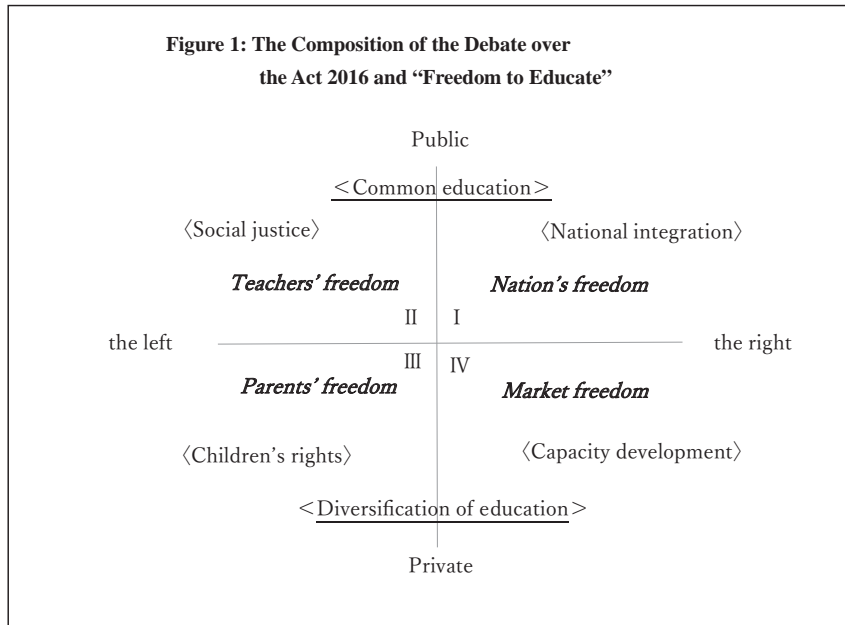 Figure 1: The Composition of the Debate over
the Act 2016 and “Freedom to Educate”
Public
＜Common education＞
〈Social justice〉 〈National integration〉
Teachers’ freedom Nation’s freedom
Ⅱ Ⅰ
the left the right
Ⅲ Ⅳ
Parents’ freedom Market freedom
〈Children’s rights〉 〈Capacity development〉
＜Diversification of education＞
Private